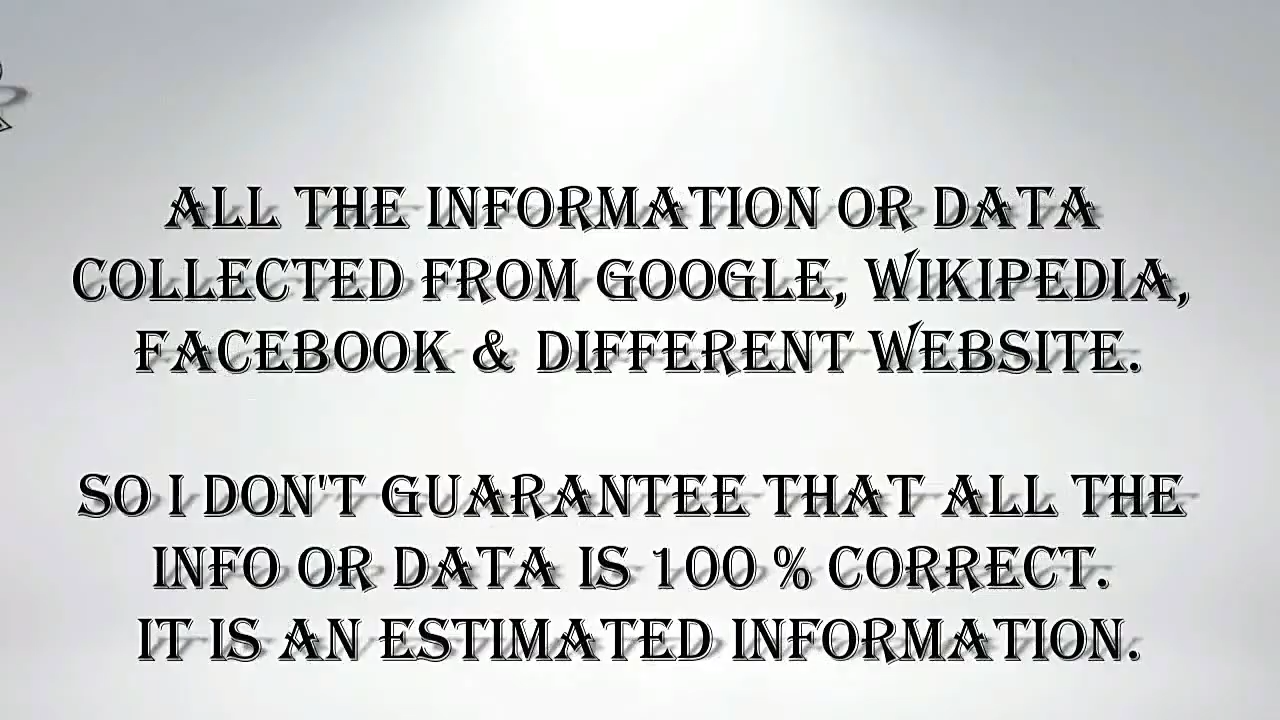 ALL THE INFORMATION OR DATA
COLLECTED FROM GOOGLE, WIKIPEDIA,
FACEBOOK & DIFFERENT WEBSITE.
SO I DON'T GUARANTEE THAT ALL THE
INFO OR DATA IS 100 % CORRECT.
IT IS AN ESTIMATED INFORMATION.